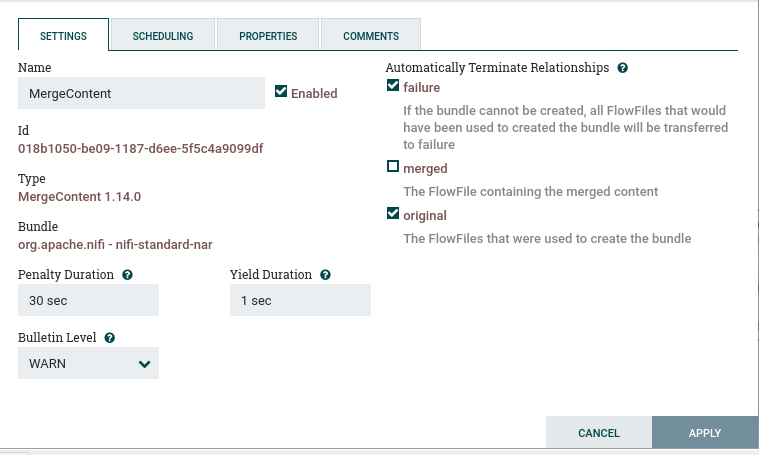 SETTINGS SCHEDULING PROPERTIES COMMENTS
Name
MergeContent
Enabled
Id
018b1050-be09-1187-d6ee-5f5c4a9099df
Type
MergeContent 1.14.0
Bundle
org.apache.nifi - nifi-standard-nar
Penalty Duration ?
30 sec
Yield Duration ?
1 sec
Bulletin Level ?
WARN
Automatically Terminate Relationships ?
failure
If the bundle cannot be created, all FlowFiles that would
have been used to created the bundle will be transferred
to failure
merged
The FlowFile containing the merged content
original
The FlowFiles that were used to create the bundle
CANCEL APPLY